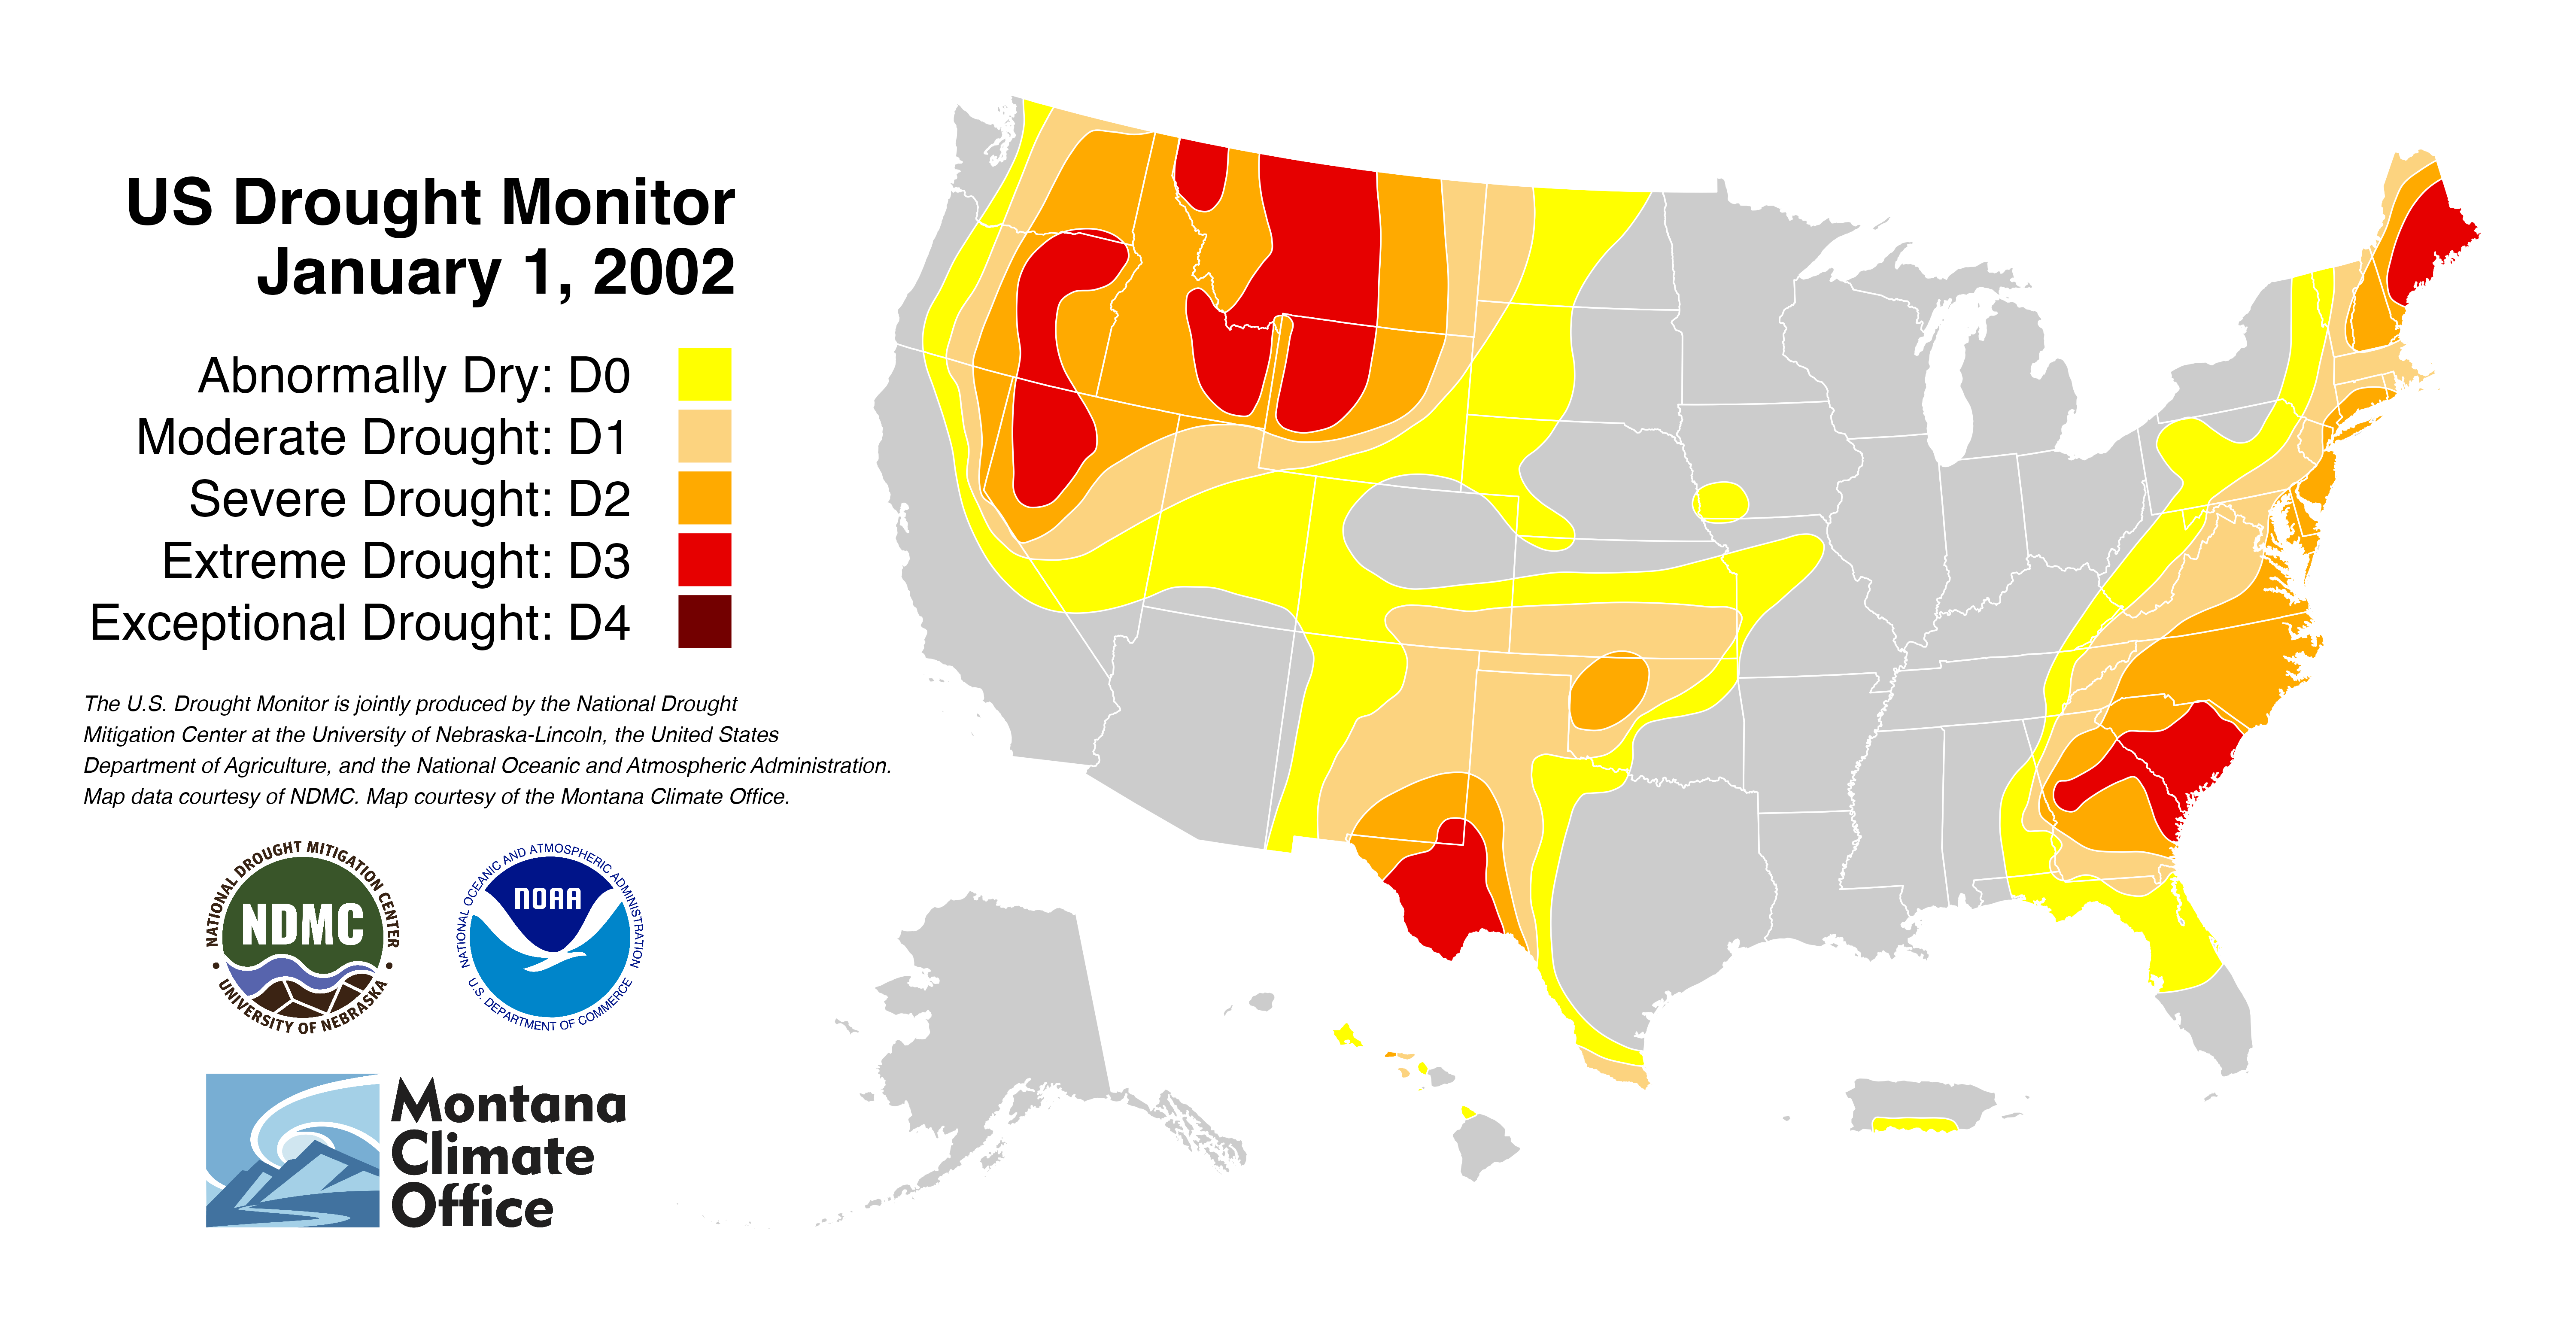 US Drought Monitor
January 1, 2002
Abnormally Dry: D0
Moderate Drought: D1
Severe Drought: D2
Extreme Drought: D3
Exceptional Drought: D4
The U.S. Drought Monitor is jointly produced by the National Drought
Mitigation Center at the University of Nebraska-Lincoln, the United States
Department of Agriculture, and the National Oceanic and Atmospheric Administration.
Map data courtesy of NDMC. Map courtesy of the Montana Climate Office.
NATIONAL DROUGHT MITIGATION CENTER
NDMC
• UNIVERSITY OF NEBRASKA •
NATIONAL OCEANIC AND ATMOSPHERIC ADMINISTRATION
NOAA
U.S. DEPARTMENT OF COMMERCE
Montana
Climate
Office